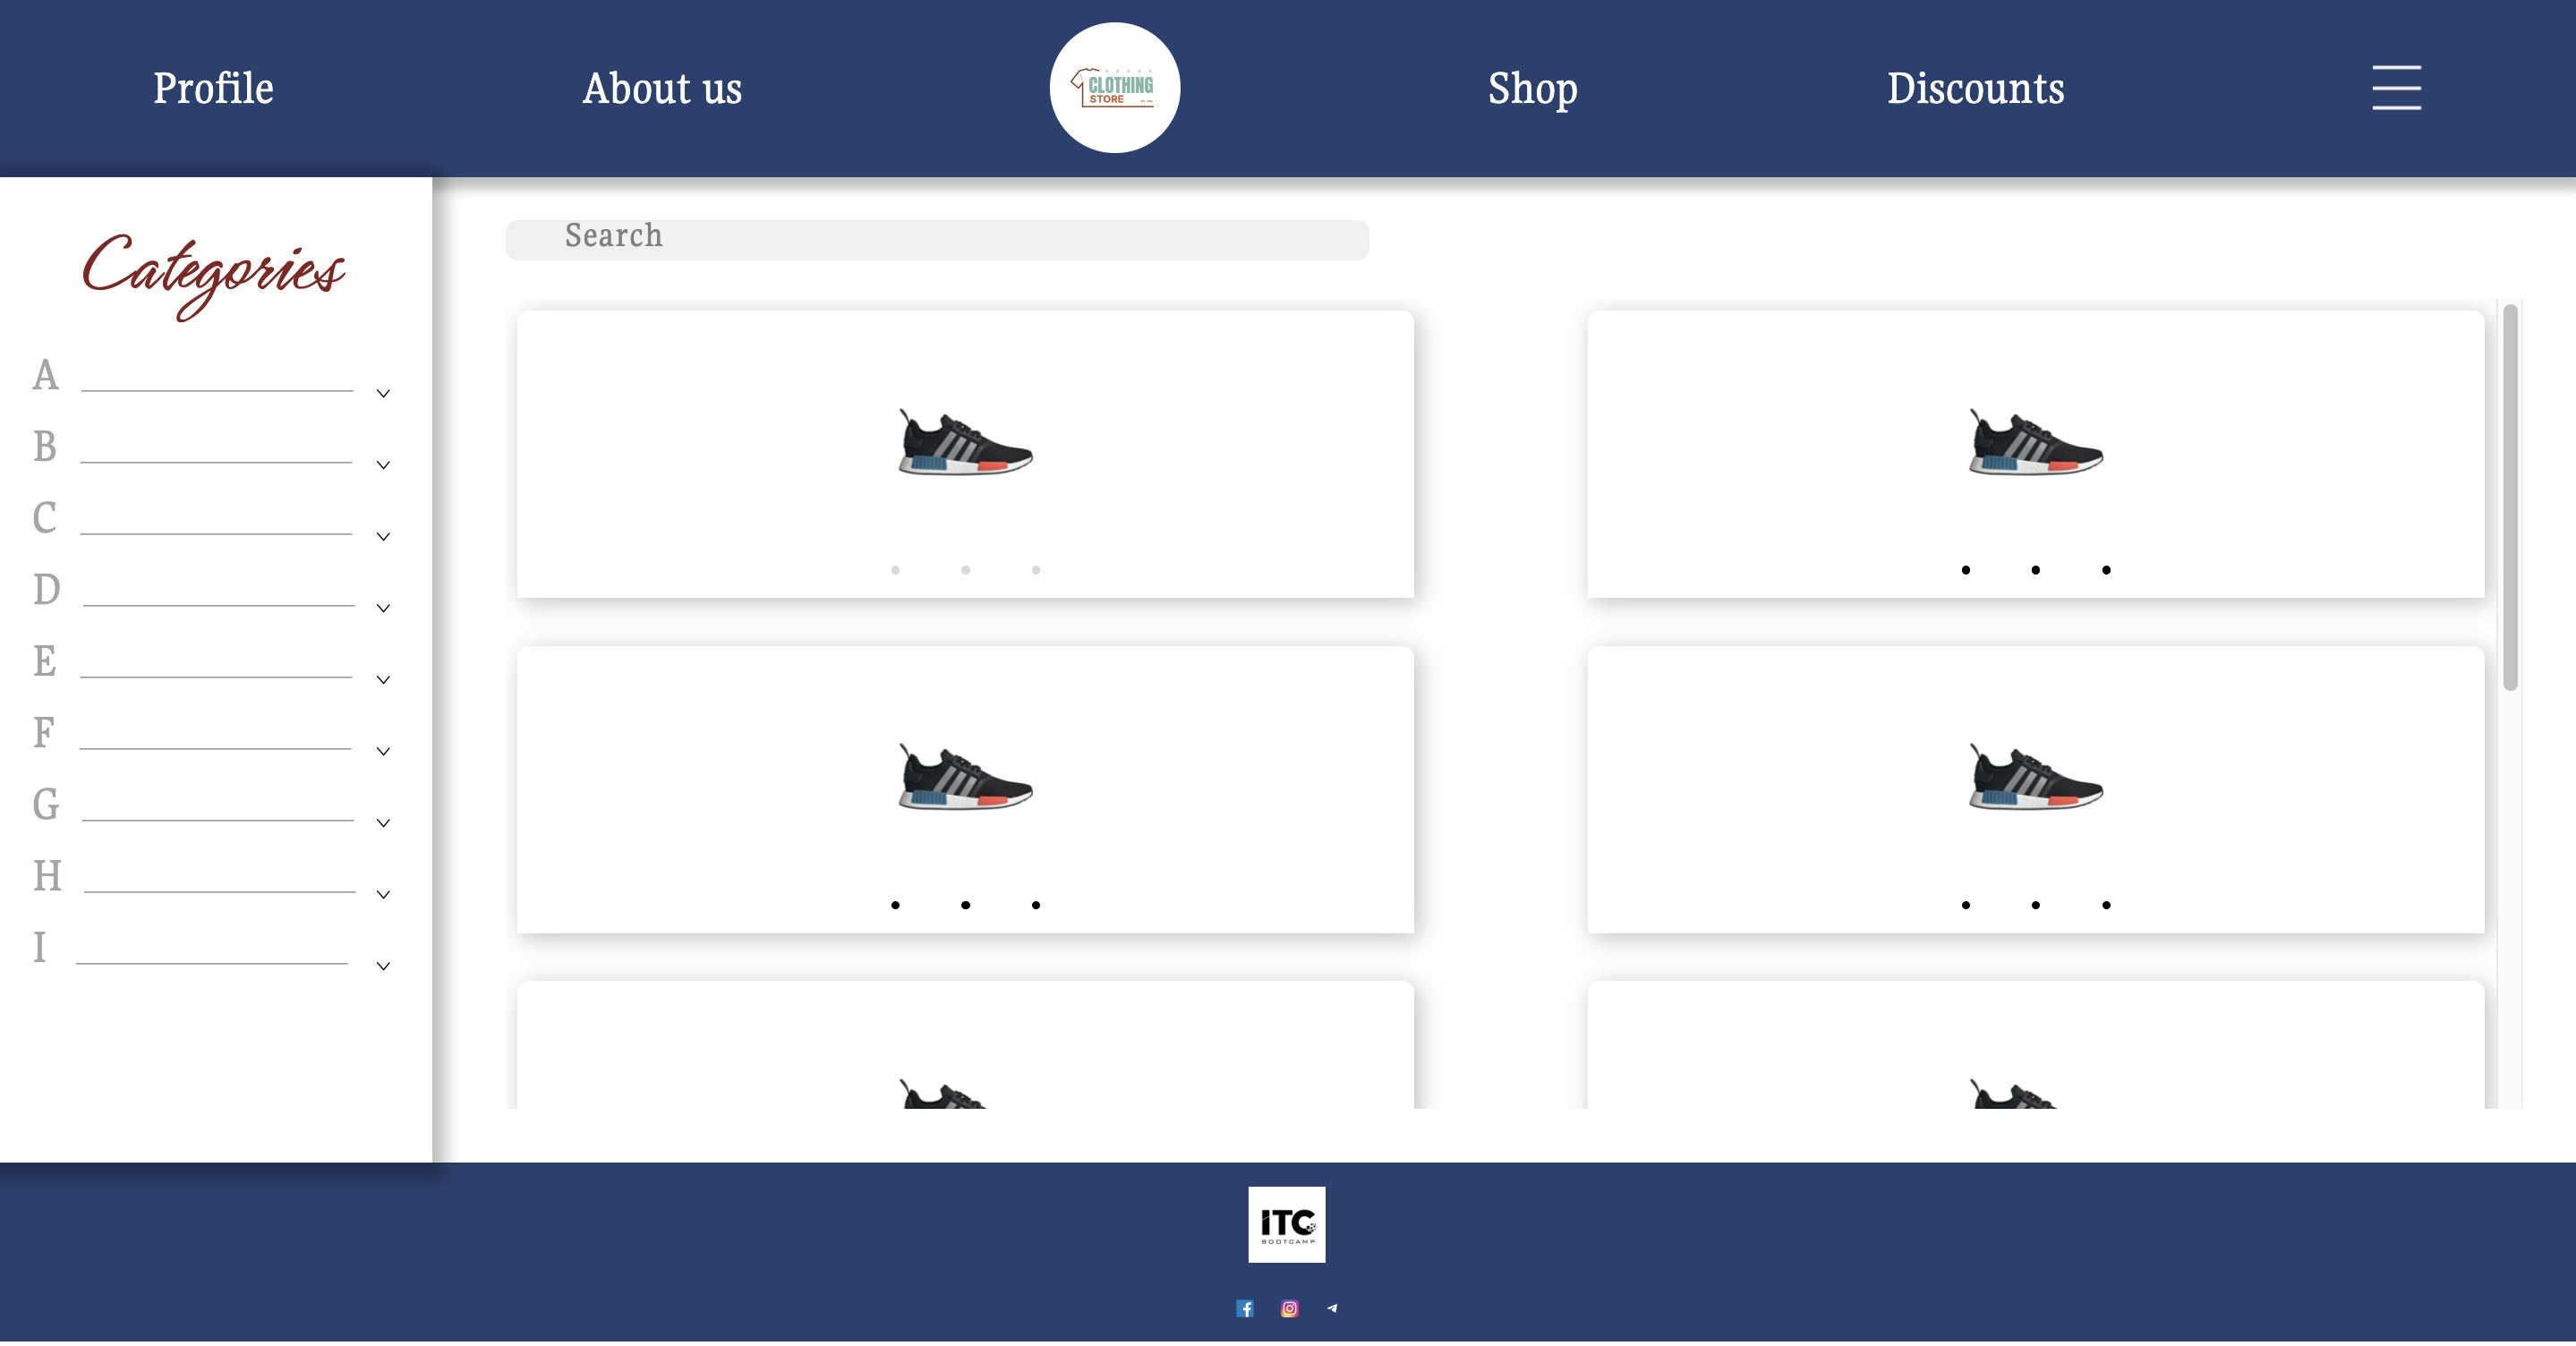 Profile
About us
CLOTHING
STORE
Shop
Discounts
Categories
Search
A
B
C
D
E
F
G
H
I
ITC
BOOTCAMP